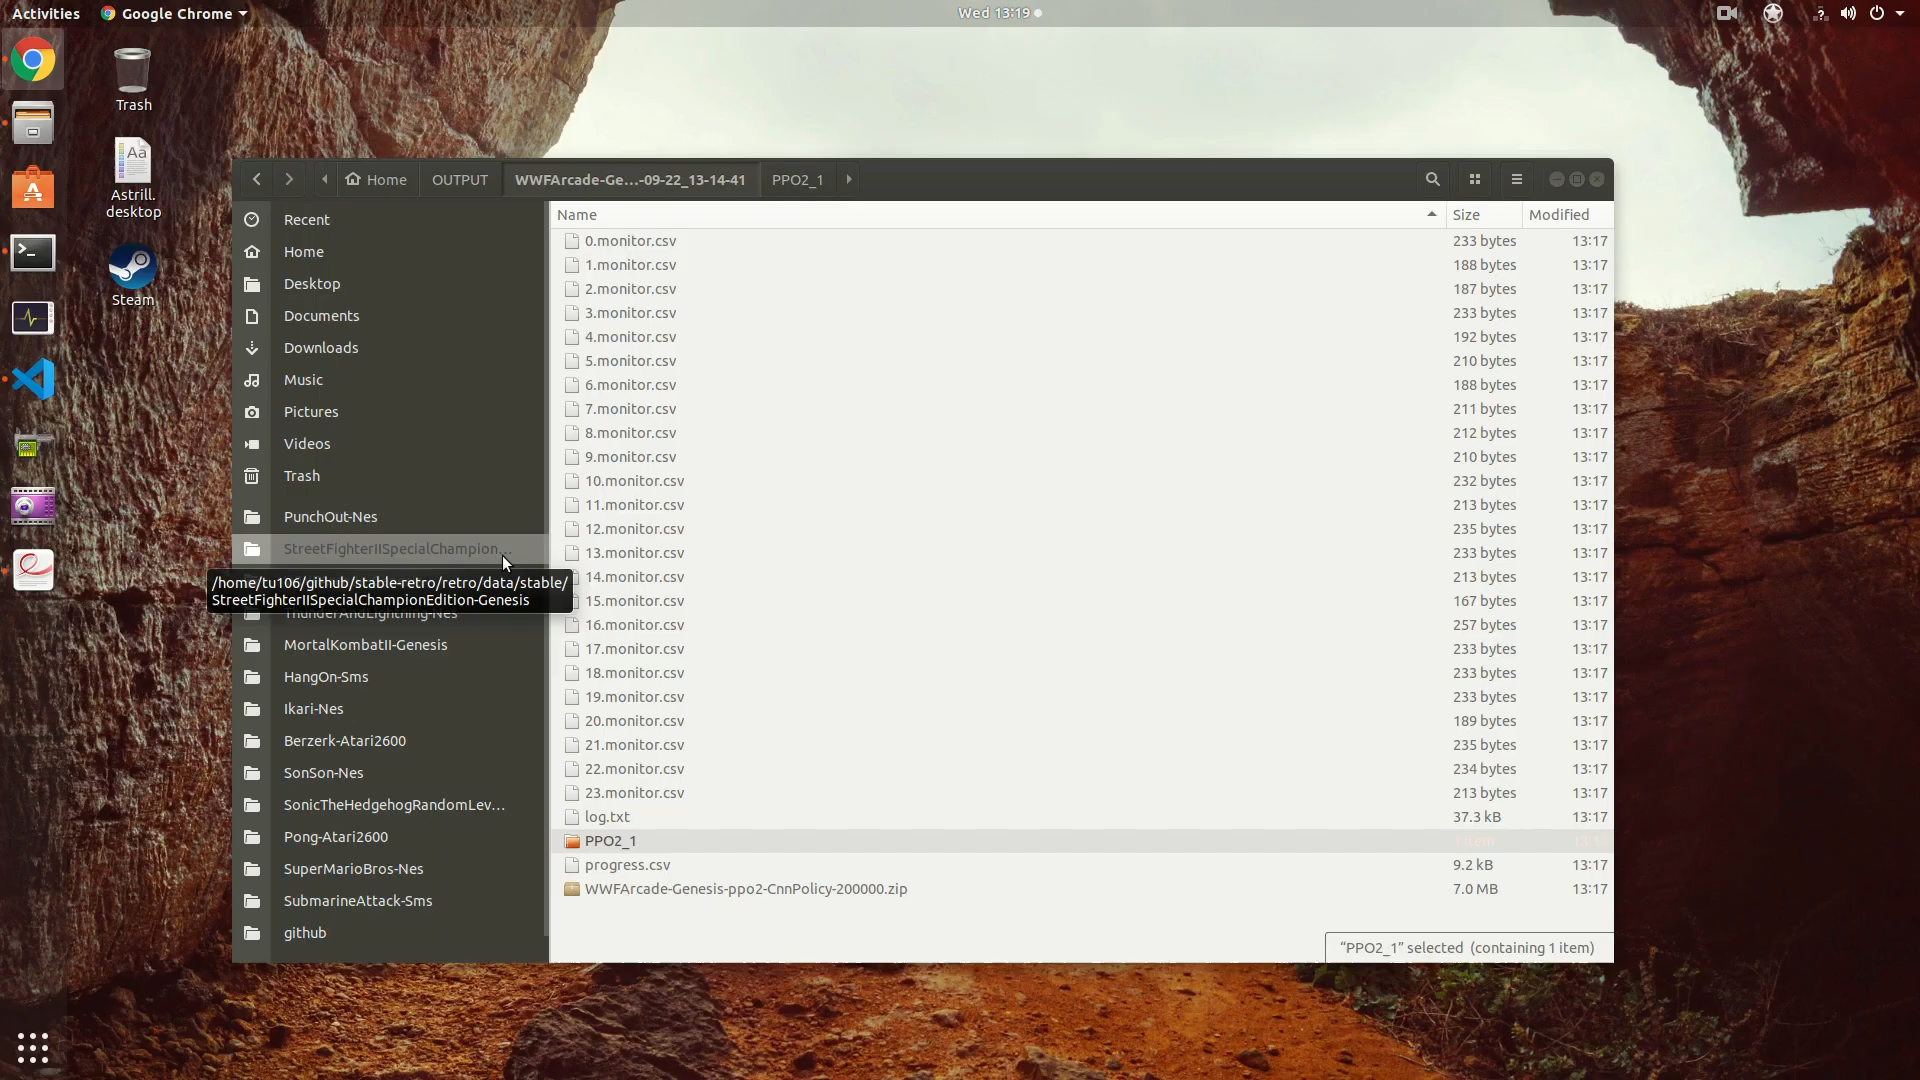 Activities
Google Chrome
Wed 13:19
Trash
Astrill.
desktop
Steam
Home
OUTPUT
WWFArcade-Ge...-09-22_13-14-41
PPO2_1
Recent
Home
Desktop
Documents
Downloads
Music
Pictures
Videos
Trash
PunchOut-Nes
StreetFighterIISpecialChampion...
/home/tu106/github/stable-retro/retro/data/stable/
StreetFighterIISpecialChampionEdition-Genesis
ThunderAndLightning-Nes
MortalKombatII-Genesis
HangOn-Sms
Ikari-Nes
Berzerk-Atari2600
SonSon-Nes
SonicTheHedgehogRandomLev...
Pong-Atari2600
SuperMarioBros-Nes
SubmarineAttack-Sms
github
Name Size Modified
0.monitor.csv 233 bytes 13:17
1.monitor.csv 188 bytes 13:17
2.monitor.csv 187 bytes 13:17
3.monitor.csv 233 bytes 13:17
4.monitor.csv 192 bytes 13:17
5.monitor.csv 210 bytes 13:17
6.monitor.csv 188 bytes 13:17
7.monitor.csv 211 bytes 13:17
8.monitor.csv 212 bytes 13:17
9.monitor.csv 210 bytes 13:17
10.monitor.csv 232 bytes 13:17
11.monitor.csv 213 bytes 13:17
12.monitor.csv 235 bytes 13:17
13.monitor.csv 233 bytes 13:17
14.monitor.csv 213 bytes 13:17
15.monitor.csv 167 bytes 13:17
16.monitor.csv 257 bytes 13:17
17.monitor.csv 233 bytes 13:17
18.monitor.csv 233 bytes 13:17
19.monitor.csv 233 bytes 13:17
20.monitor.csv 189 bytes 13:17
21.monitor.csv 235 bytes 13:17
22.monitor.csv 234 bytes 13:17
23.monitor.csv 213 bytes 13:17
log.txt 37.3 kB 13:17
PPO2_1 1 item
progress.csv 9.2 kB 13:17
WWFArcade-Genesis-ppo2-CnnPolicy-200000.zip 7.0 MB 13:17
“PPO2_1” selected (containing 1 item)